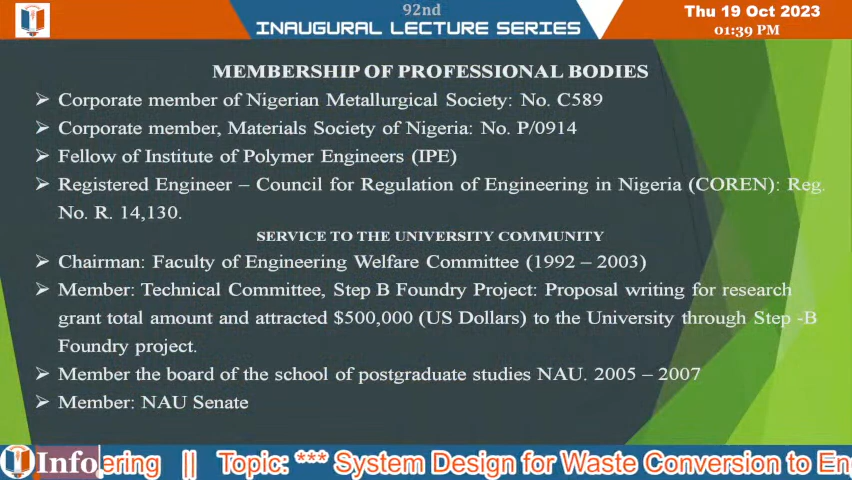 92nd
INAUGURAL LECTURE SERIES
Thu 19 Oct 2023
01:39 PM
MEMBERSHIP OF PROFESSIONAL BODIES
➢ Corporate member of Nigerian Metallurgical Society: No. C589
➢ Corporate member, Materials Society of Nigeria: No. P/0914
➢ Fellow of Institute of Polymer Engineers (IPE)
➢ Registered Engineer – Council for Regulation of Engineering in Nigeria (COREN): Reg.
No. R. 14,130.
SERVICE TO THE UNIVERSITY COMMUNITY
➢ Chairman: Faculty of Engineering Welfare Committee (1992 – 2003)
➢ Member: Technical Committee, Step B Foundry Project: Proposal writing for research
grant total amount and attracted $500,000 (US Dollars) to the University through Step -B
Foundry project.
➢ Member the board of the school of postgraduate studies NAU. 2005 – 2007
➢ Member: NAU Senate
Info ering || Topic: *** System Design for Waste Conversion to En